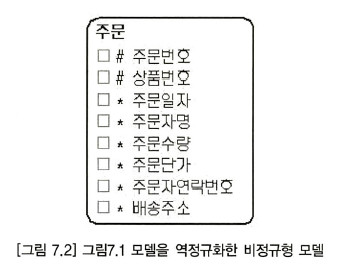 주문
□ # 주문번호
□ # 상품번호
□ * 주문일자
□ * 주문자명
□ * 주문수량
□ * 주문단가
□ * 주문자연락번호
□ * 배송주소
[그림 7.2] 그림7.1 모델을 역정규화한 비정규형 모델